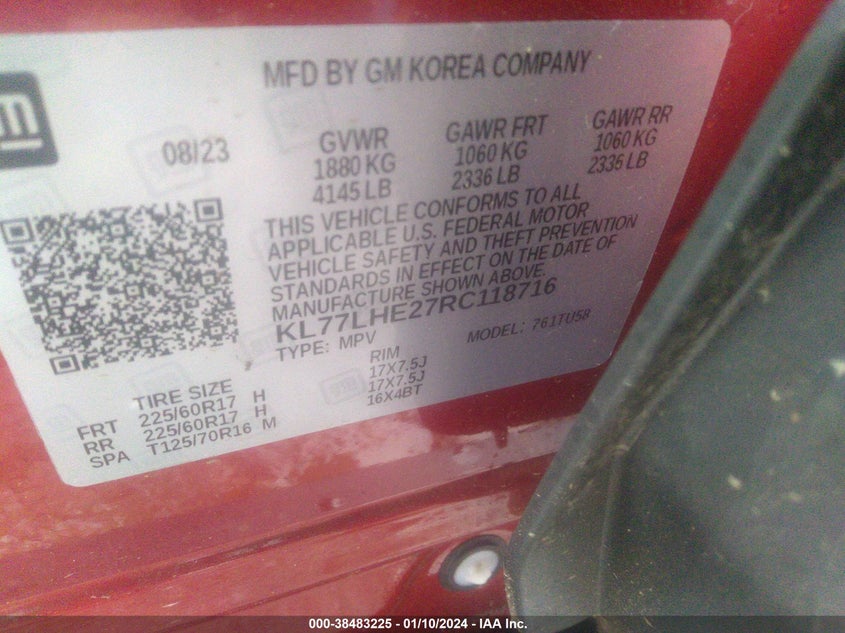 MFD BY GM KOREA COMPANY
gm
08/23
GVWR
1880 KG
4145 LB
GAWR FRT
1060 KG
2336 LB
GAWR RR
1060 KG
2336 LB
THIS VEHICLE CONFORMS TO ALL
APPLICABLE U.S. FEDERAL MOTOR
VEHICLE SAFETY AND THEFT PREVENTION
STANDARDS IN EFFECT ON THE DATE OF
MANUFACTURE SHOWN ABOVE.
KL77LHE27RC118716
TYPE: MPV
MODEL: 761TU58
TIRE SIZE
RIM
FRT 225/60R17 H 17X7.5J
RR 225/60R17 H 17X7.5J
SPA T125/70R16 M 16X4BT
000-38483225 - 01/10/2024 - IAA Inc.